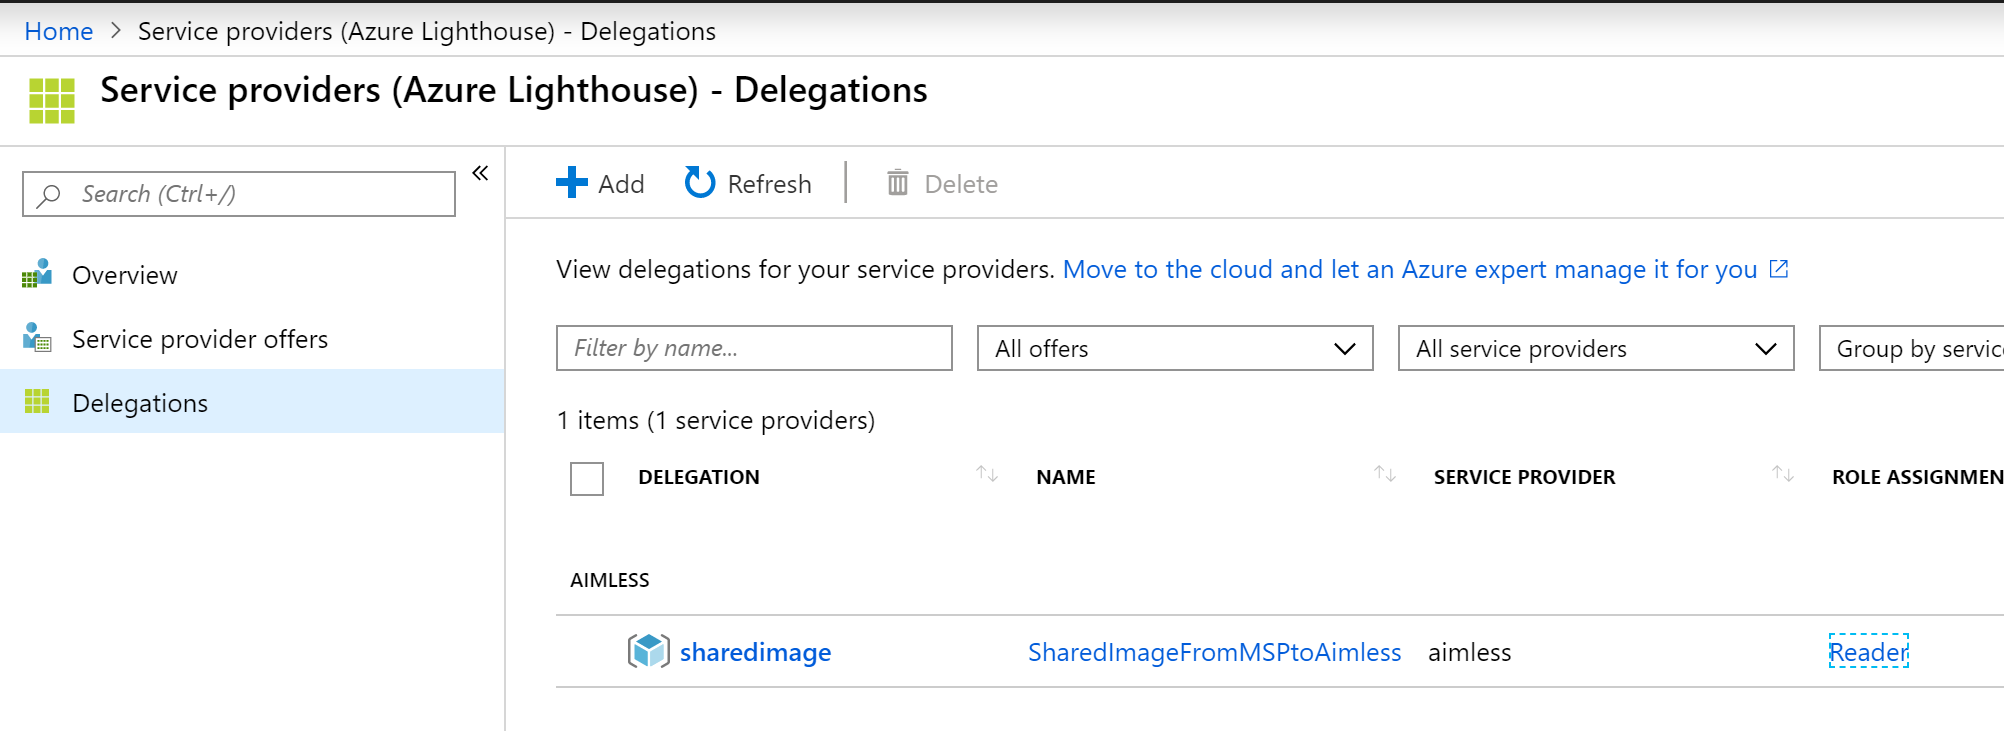 Home > Service providers (Azure Lighthouse) - Delegations
Service providers (Azure Lighthouse) - Delegations
Search (Ctrl+/)
«
Add Refresh Delete
Overview
Service provider offers
Delegations
View delegations for your service providers. Move to the cloud and let an Azure expert manage it for you
Filter by name... All offers All service providers Group by servic
1 items (1 service providers)
DELEGATION NAME SERVICE PROVIDER ROLE ASSIGNMEN
AIMLESS
sharedimage SharedImageFromMSPtoAimless aimless Reader